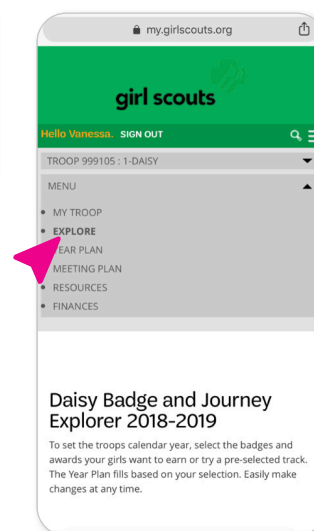 my.girlscouts.org
girl scouts
Hello Vanessa. SIGN OUT
TROOP 999105 : 1-DAISY
MENU
MY TROOP
EXPLORE
YEAR PLAN
MEETING PLAN
RESOURCES
FINANCES
Daisy Badge and Journey
Explorer 2018-2019
To set the troops calendar year, select the badges and
awards your girls want to earn or try a pre-selected track.
The Year Plan fills based on your selection. Easily make
changes at any time.